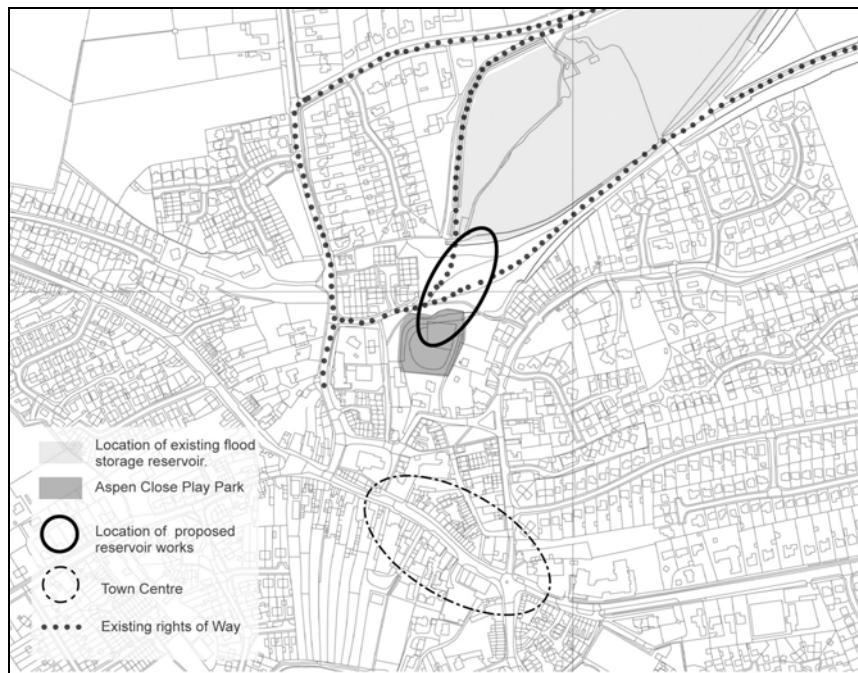 Location of existing flood
storage reservoir.
Aspen Close Play Park
Location of proposed
reservoir works
Town Centre
Existing rights of Way